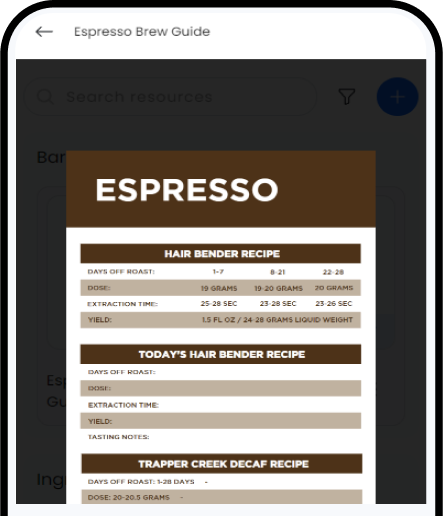 Espresso Brew Guide
Search resources
Bar
ESPRESSO
HAIR BENDER RECIPE
DAYS OFF ROAST: 1-7 8-21 22-28
DOSE: 19 GRAMS 19-20 GRAMS 20 GRAMS
EXTRACTION TIME: 25-28 SEC 23-28 SEC 23-26 SEC
YIELD: 1.5 FL OZ / 24-28 GRAMS LIQUID WEIGHT
TODAY'S HAIR BENDER RECIPE
DAYS OFF ROAST:
DOSE:
Esp
EXTRACTION TIME:
Gu
YIELD:
TASTING NOTES:
TRAPPER CREEK DECAF RECIPE
Ingr
DAYS OFF ROAST: 1-28 DAYS -
DOSE: 20-20.5 GRAMS -